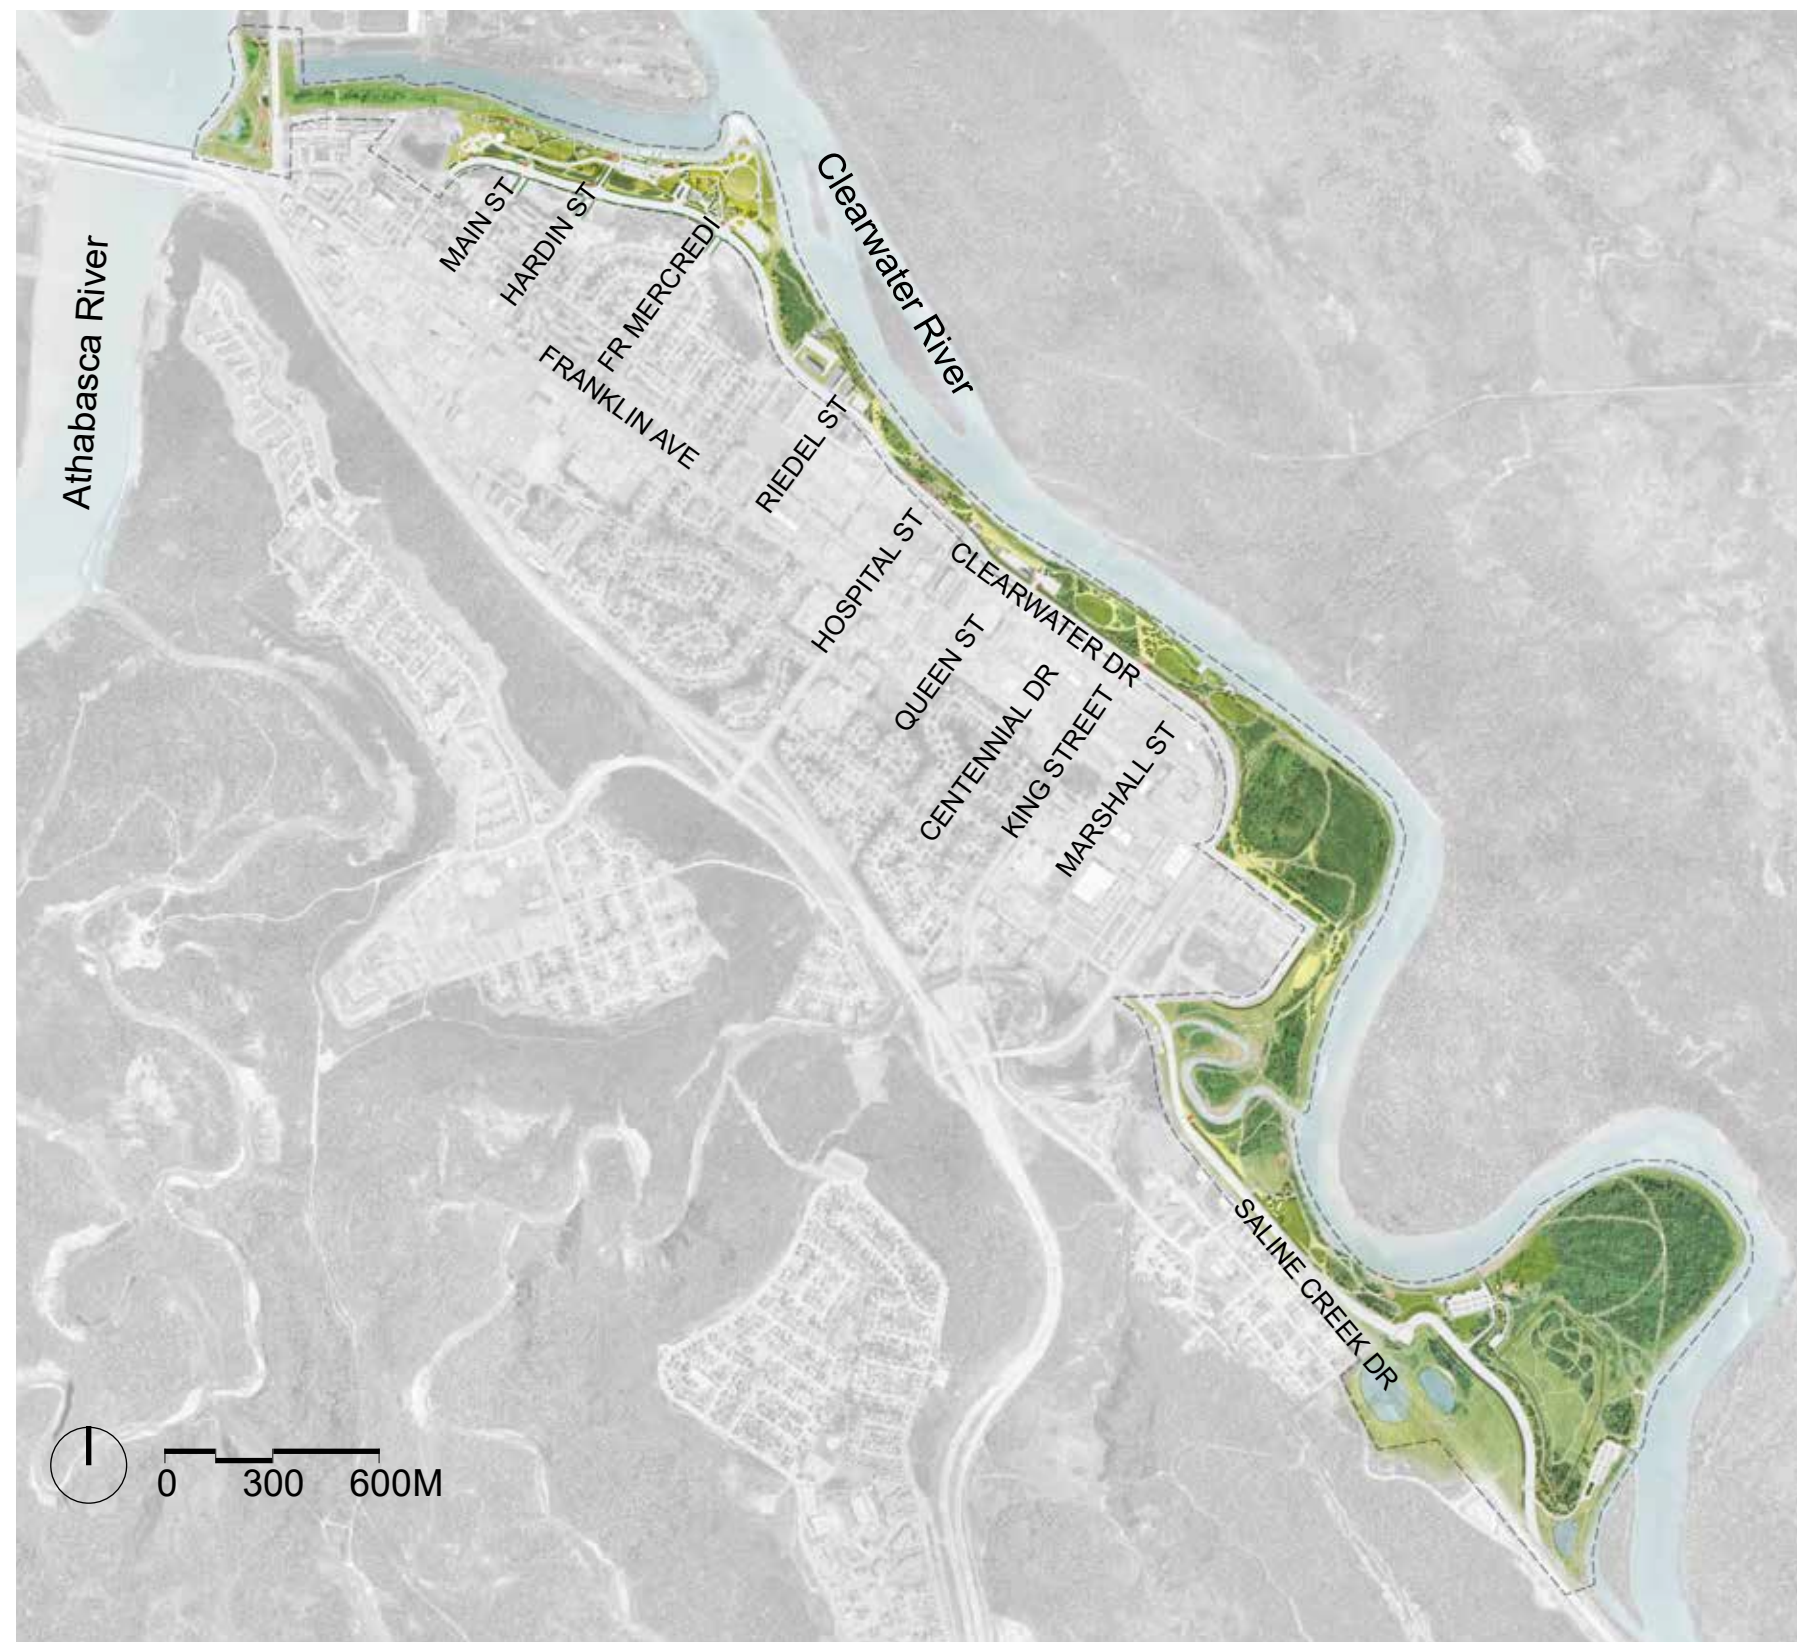 Clearwater River
Athabasca River
MAIN ST
HARDIN ST
FR MERCREDI
FRANKLIN AVE
RIEDEL ST
HOSPITAL ST
CLEARWATER DR
QUEEN ST
CENTENNIAL DR
KING STREET
MARSHALL ST
SALINE CREEK DR
0 300 600M